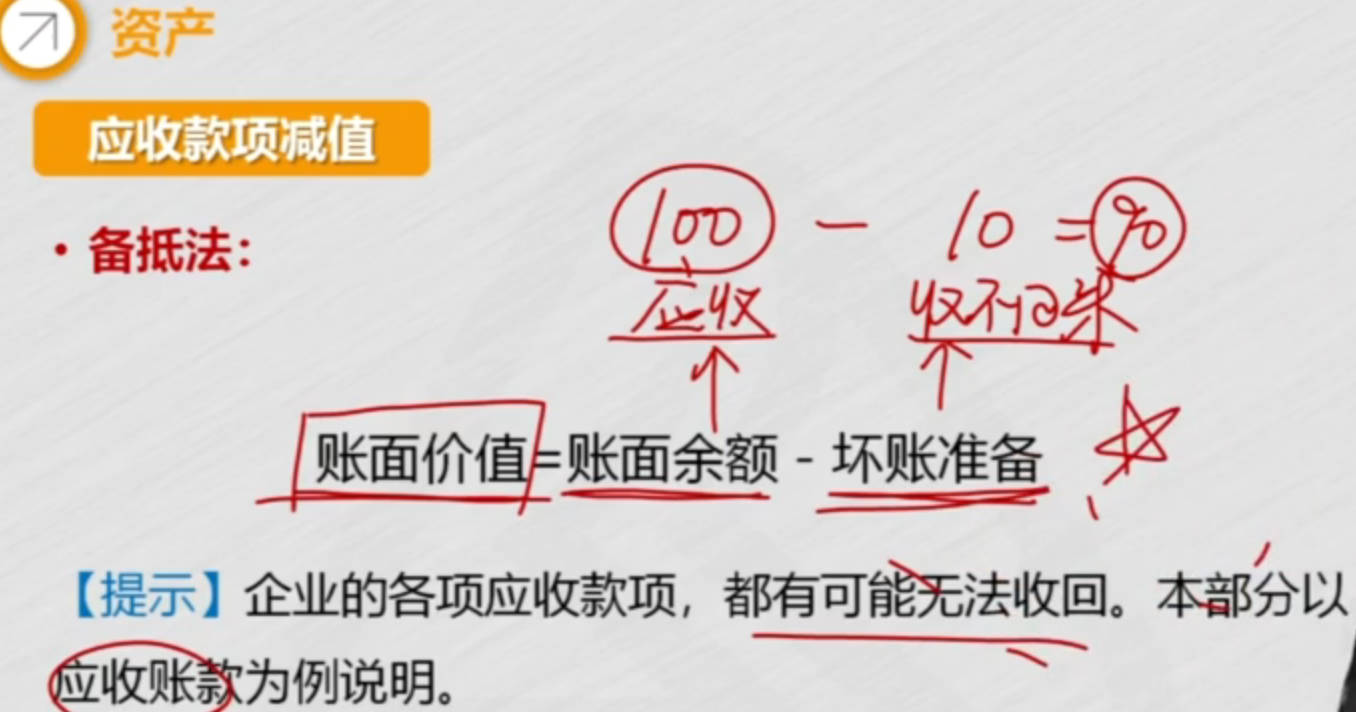 资产
应收款项减值
• 备抵法：
100 - 10 = 90
应收 收不回来
账面价值=账面余额 - 坏账准备
【提示】企业的各项应收款项，都有可能无法收回。本部分以
应收账款为例说明。